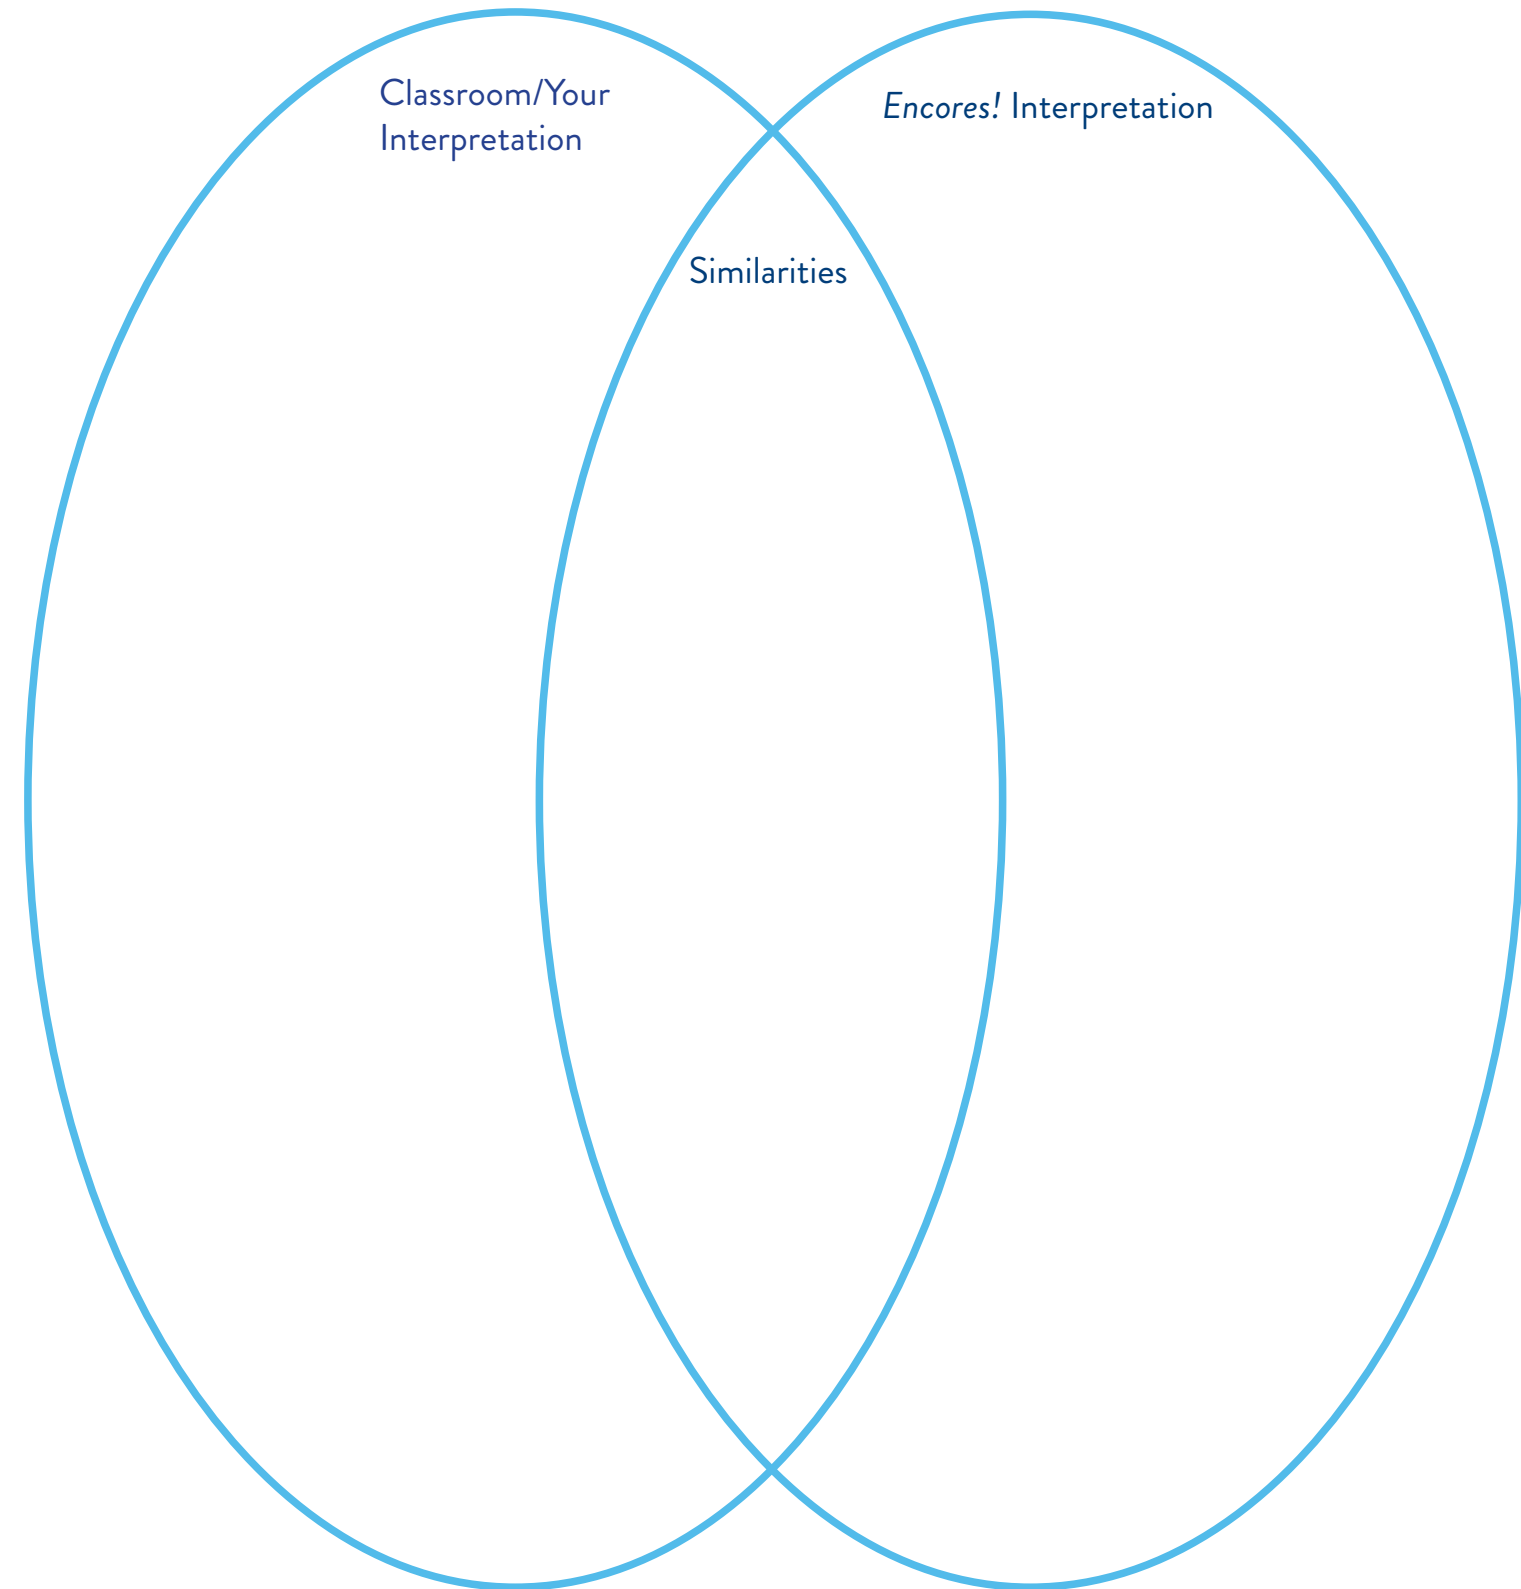 Classroom/Your
Interpretation
Encores! Interpretation
Similarities